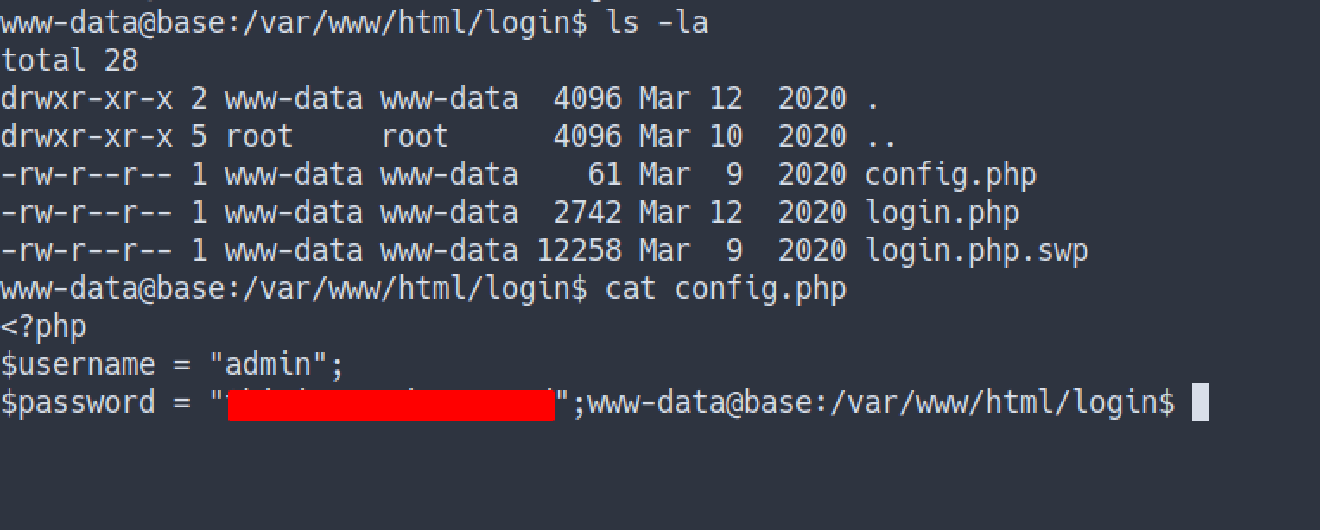 www-data@base:/var/www/html/login$ ls -la
total 28
drwxr-xr-x 2 www-data www-data  4096 Mar 12  2020 .
drwxr-xr-x 5 root     root      4096 Mar 10  2020 ..
-rw-r--r-- 1 www-data www-data    61 Mar  9  2020 config.php
-rw-r--r-- 1 www-data www-data  2742 Mar 12  2020 login.php
-rw-r--r-- 1 www-data www-data 12258 Mar  9  2020 login.php.swp
www-data@base:/var/www/html/login$ cat config.php
<?php
$username = "admin";
$password = "";www-data@base:/var/www/html/login$